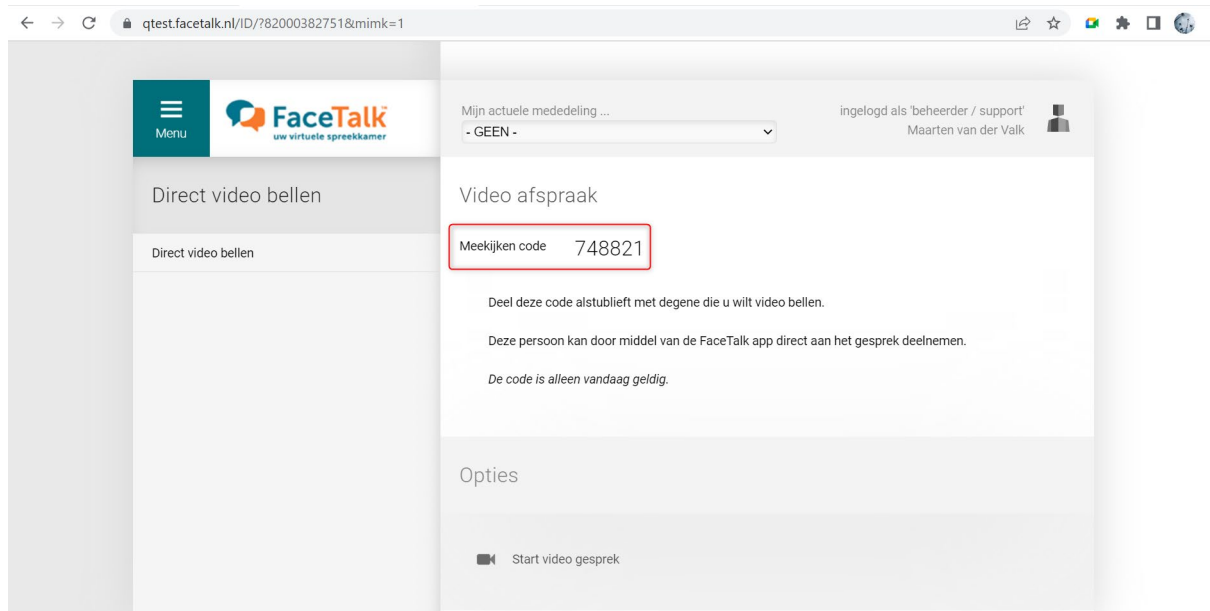 qtest.facetalk.nl/ID/?82000382751&mimk=1
Menu
FaceTalk
uw virtuele spreekkamer
Mijn actuele mededeling ...
- GEEN -
ingelogd als 'beheerder / support'
Maarten van der Valk
Direct video bellen
Direct video bellen
Video afspraak
Meekijken code 748821
Deel deze code alstublieft met degene die u wilt video bellen.
Deze persoon kan door middel van de FaceTalk app direct aan het gesprek deelnemen.
De code is alleen vandaag geldig.
Opties
Start video gesprek